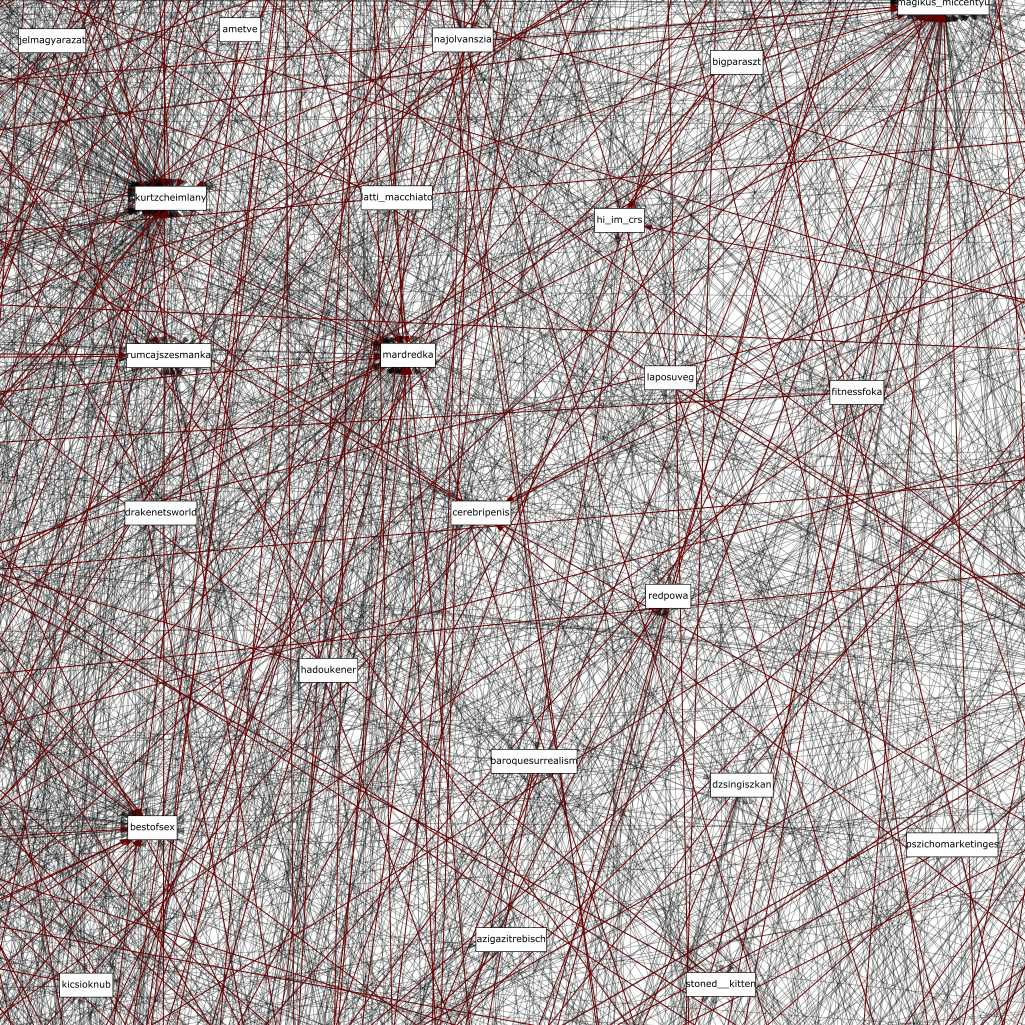 magikus_miccentyu
ametve
jelmagyarazat
najolvanszia
bigparaszt
kurtzcheimlany
atti_macchiato
hi_im_crs
rumcajszesmanka
mardredka
laposuveg
fitnessfoka
drakenetsworld
cerebripenis
redpowa
hadoukener
baroquesurrealism
dzsingiszkan
bestofsex
pszichomarketinges
azigazitrebisch
kicsioknub
stoned__kitten